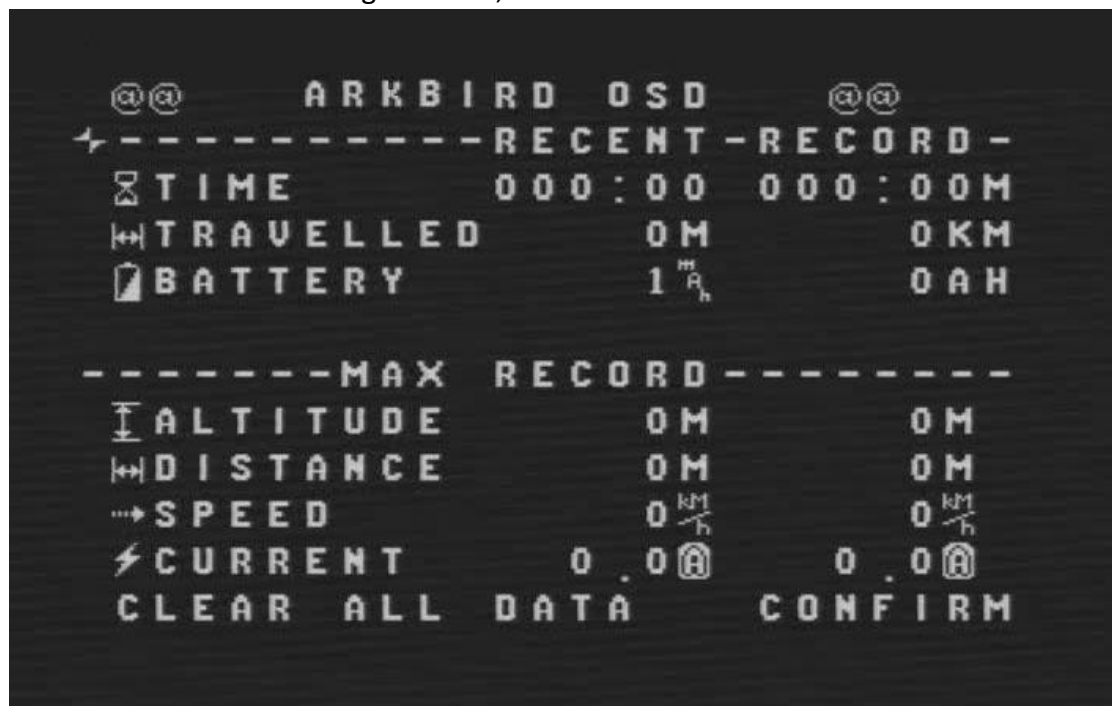 @@ ARKBIRD OSD @@
-----------RECENT-RECORD-
TIME 000:00 000:00M
TRAVELLED 0M 0KM
BATTERY 1mAh 0AH
-------MAX RECORD--------
ALTITUDE 0M 0M
DISTANCE 0M 0M
SPEED 0kM/h 0kM/h
CURRENT 0.0A 0.0A
CLEAR ALL DATA CONFIRM